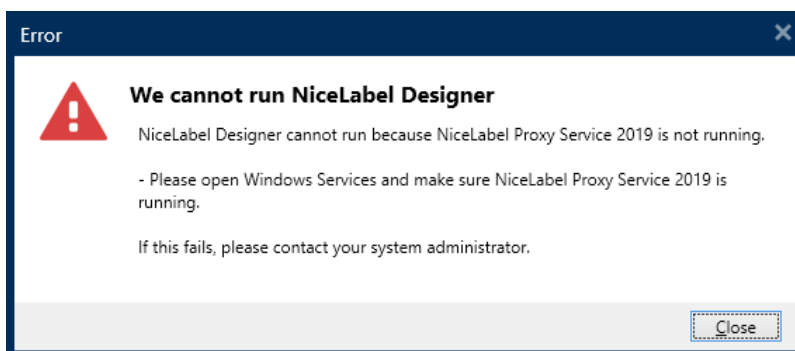 Error
We cannot run NiceLabel Designer
NiceLabel Designer cannot run because NiceLabel Proxy Service 2019 is not running.
- Please open Windows Services and make sure NiceLabel Proxy Service 2019 is
running.
If this fails, please contact your system administrator.
Close